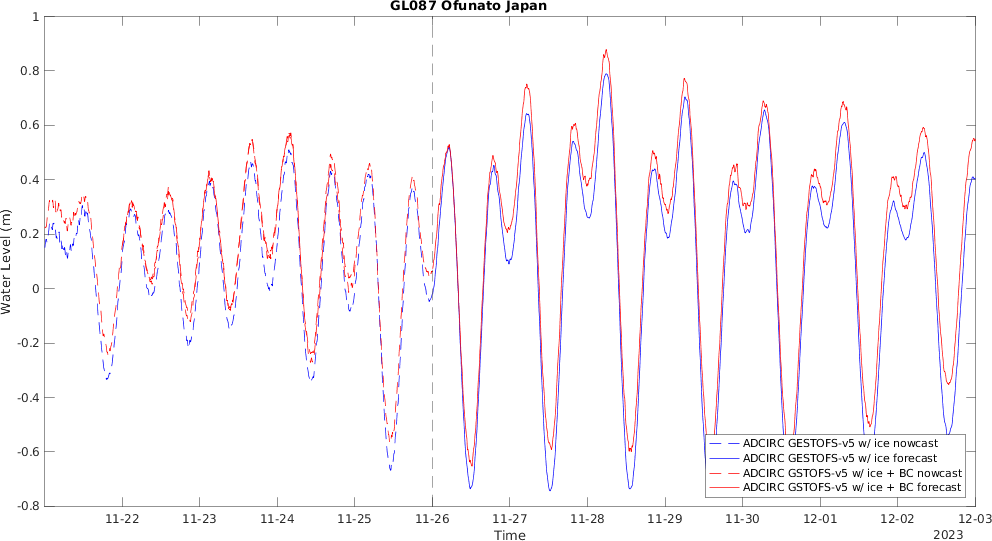 GL087 Ofunato Japan
Water Level (m)
1
0.8
0.6
0.4
0.2
0
-0.2
-0.4
-0.6
-0.8
ADCIRC GESTOFS-v5 w/ ice nowcast
ADCIRC GESTOFS-v5 w/ ice forecast
ADCIRC GSTOFS-v5 w/ ice + BC nowcast
ADCIRC GSTOFS-v5 w/ ice + BC forecast
11-22 11-23 11-24 11-25 11-26 11-27 11-28 11-29 11-30 12-01 12-02 12-03
Time
2023